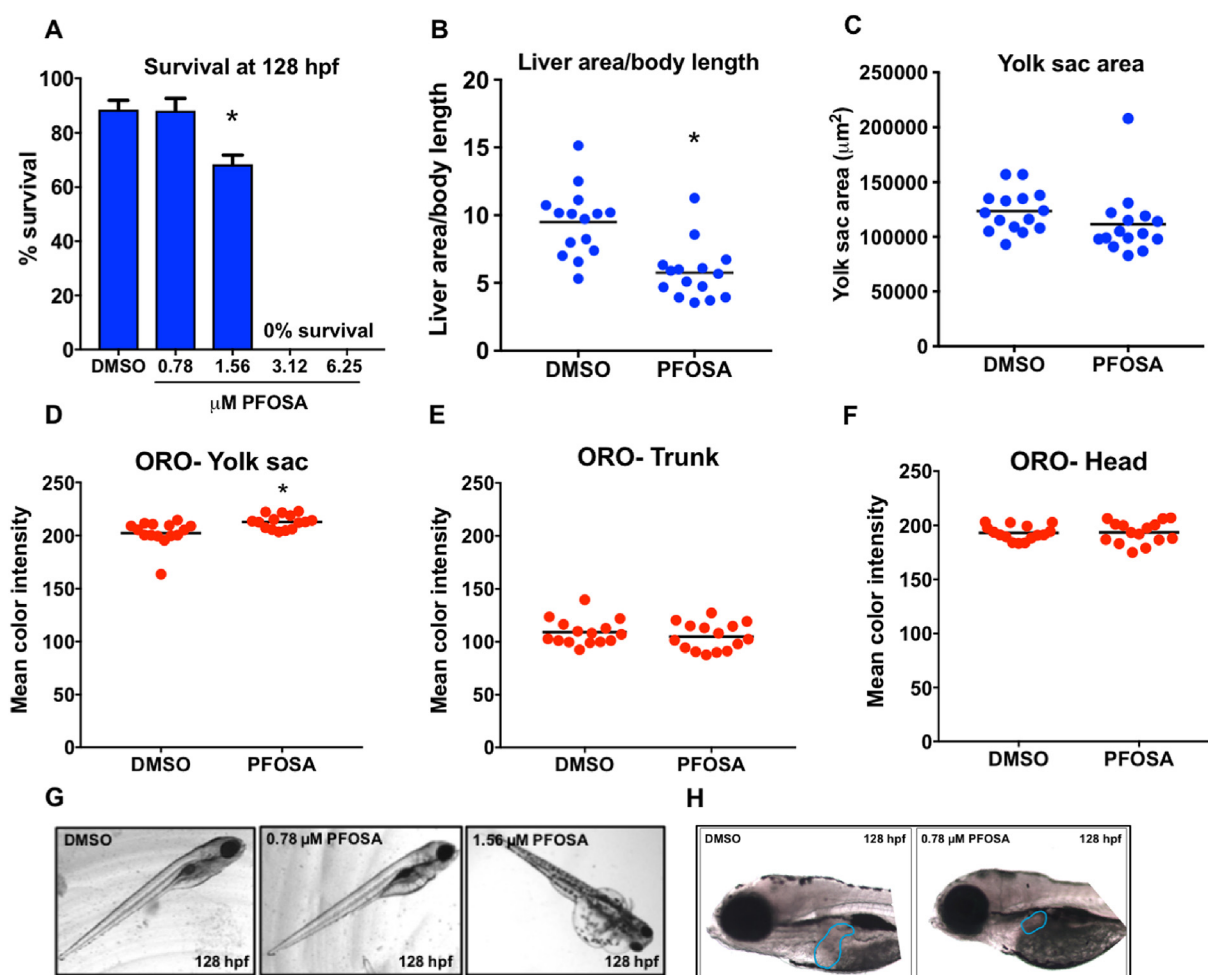 A
Survival at 128 hpf
% survival
100
80
60
40
20
0
*
0% survival
DMSO
0.78
1.56
3.12
6.25
μM PFOSA
B
Liver area/body length
Liver area/body length
20
15
10
5
0
*
DMSO
PFOSA
C
Yolk sac area
Yolk sac area (μm²)
250000
200000
150000
100000
50000
0
DMSO
PFOSA
D
ORO- Yolk sac
Mean color intensity
250
200
150
100
50
0
*
DMSO
PFOSA
E
ORO- Trunk
Mean color intensity
250
200
150
100
50
0
DMSO
PFOSA
F
ORO- Head
Mean color intensity
250
200
150
100
50
0
DMSO
PFOSA
G
DMSO
128 hpf
0.78 μM PFOSA
128 hpf
1.56 μM PFOSA
128 hpf
H
DMSO
128 hpf
0.78 μM PFOSA
128 hpf